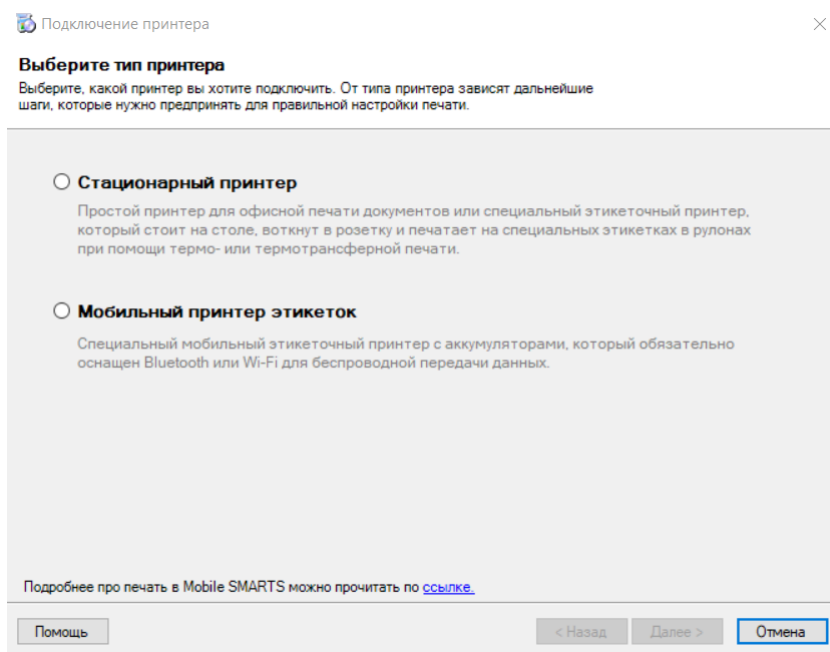 Подключение принтера
Выберите тип принтера
Выберите, какой принтер вы хотите подключить. От типа принтера зависят дальнейшие
шаги, которые нужно предпринять для правильной настройки печати.
Стационарный принтер
Простой принтер для офисной печати документов или специальный этикеточный принтер,
который стоит на столе, воткнут в розетку и печатает на специальных этикетках в рулонах
при помощи термо- или термотрансферной печати.
Мобильный принтер этикеток
Специальный мобильный этикеточный принтер с аккумуляторами, который обязательно
оснащен Bluetooth или Wi-Fi для беспроводной передачи данных.
Подробнее про печать в Mobile SMARTS можно прочитать по ссылке.
Помощь < Назад Далее > Отмена